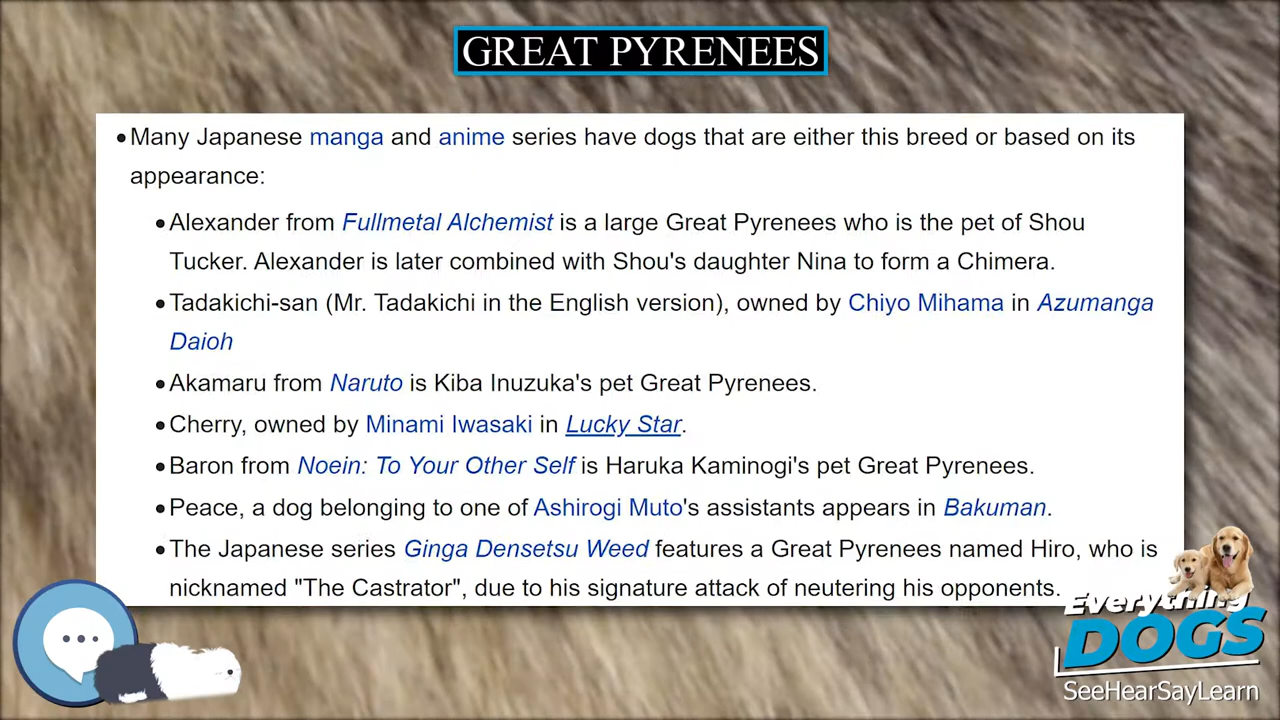 GREAT PYRENEES
•Many Japanese manga and anime series have dogs that are either this breed or based on its
appearance:
•Alexander from Fullmetal Alchemist is a large Great Pyrenees who is the pet of Shou
Tucker. Alexander is later combined with Shou's daughter Nina to form a Chimera.
•Tadakichi-san (Mr. Tadakichi in the English version), owned by Chiyo Mihama in Azumanga
Daioh
•Akamaru from Naruto is Kiba Inuzuka's pet Great Pyrenees.
•Cherry, owned by Minami Iwasaki in Lucky Star.
•Baron from Noein: To Your Other Self is Haruka Kaminogi's pet Great Pyrenees.
•Peace, a dog belonging to one of Ashirogi Muto's assistants appears in Bakuman.
•The Japanese series Ginga Densetsu Weed features a Great Pyrenees named Hiro, who is
nicknamed "The Castrator", due to his signature attack of neutering his opponents.
Everything
DOGS
SeeHearSayLearn